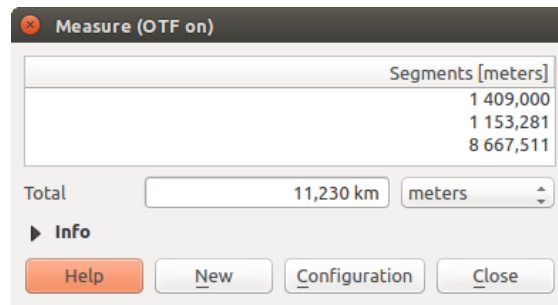 Measure (OTF on)
Segments [meters]
1 409,000
1 153,281
8 667,511
Total 11,230 km meters
Info
Help New Configuration Close